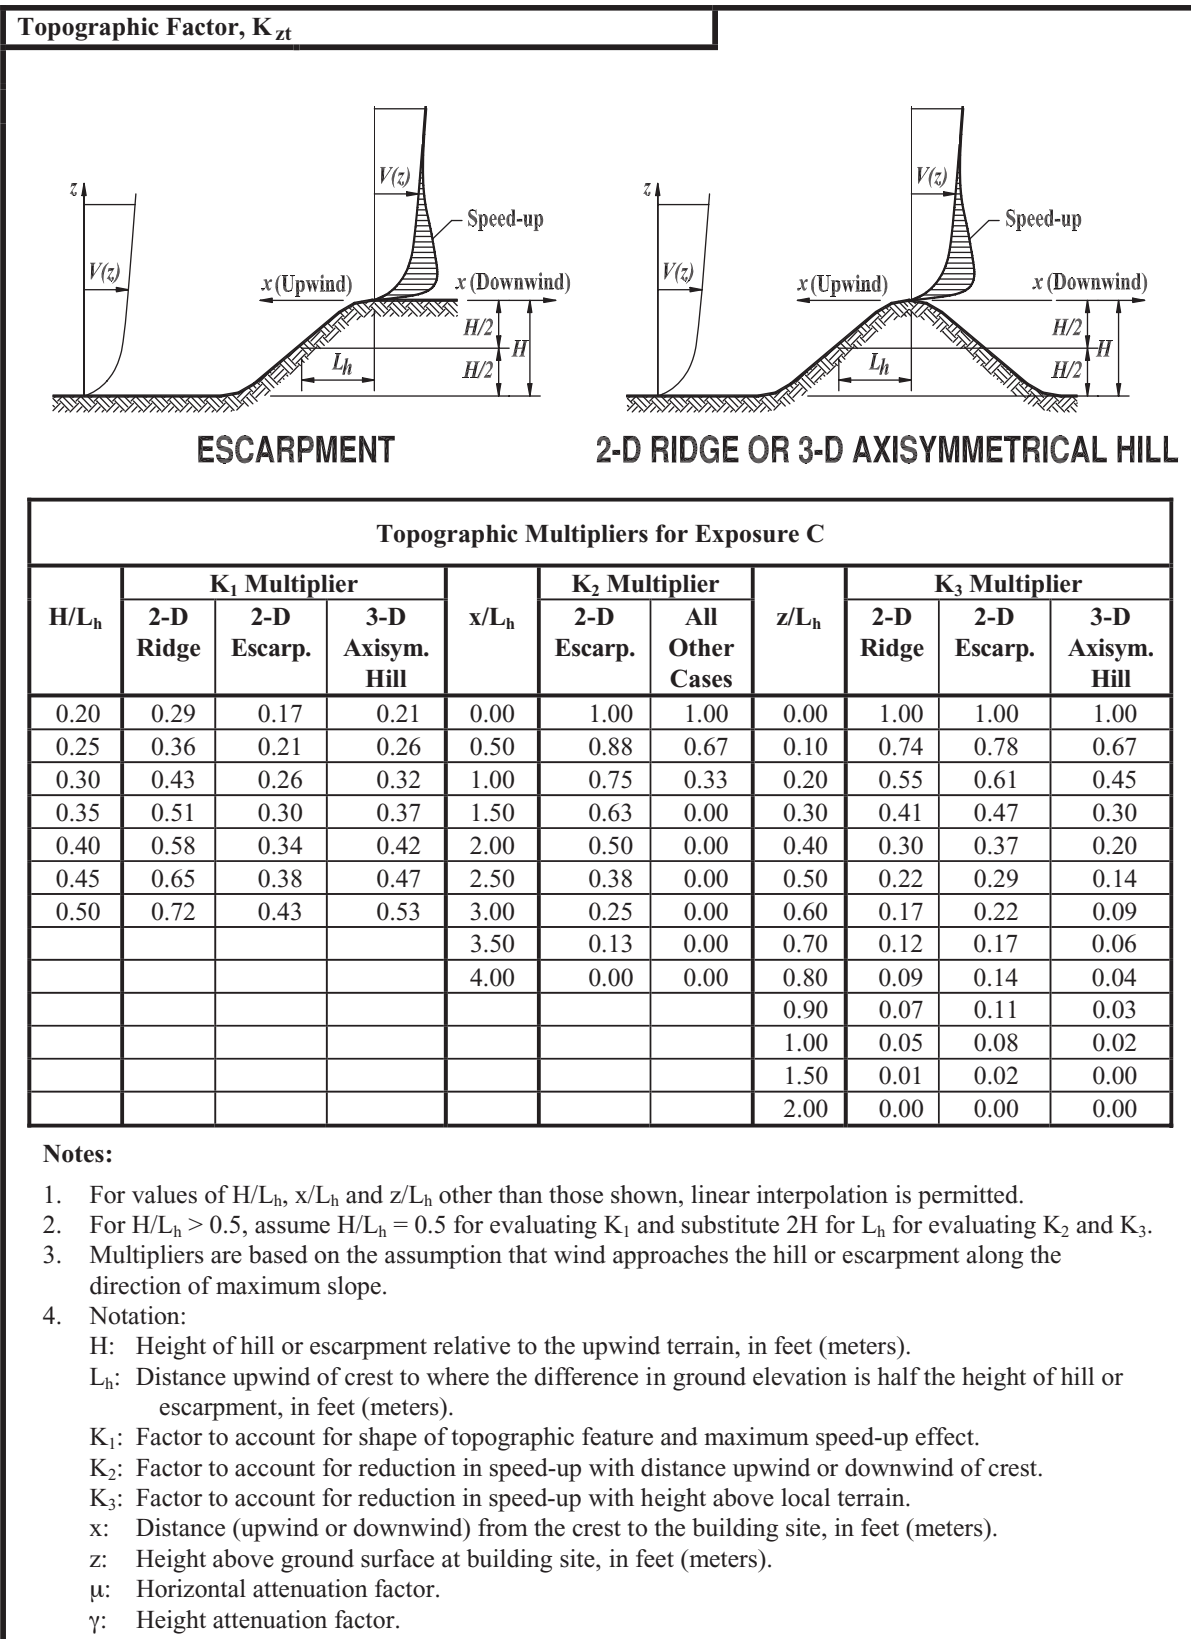 Topographic Factor, Kzt
z
V(z)
V(z)
Speed-up
x (Upwind)
x (Downwind)
H/2
H
H/2
Lh
ESCARPMENT
z
V(z)
V(z)
Speed-up
x (Upwind)
x (Downwind)
H/2
H
H/2
Lh
2-D RIDGE OR 3-D AXISYMMETRICAL HILL
Topographic Multipliers for Exposure C
K1 Multiplier K2 Multiplier K3 Multiplier
H/Lh 2-D 2-D 3-D x/Lh 2-D All z/Lh 2-D 2-D 3-D
Ridge Escarp. Axisym. Escarp. Other Ridge Escarp. Axisym.
Hill Cases Hill
0.20 0.29 0.17 0.21 0.00 1.00 1.00 0.00 1.00 1.00 1.00
0.25 0.36 0.21 0.26 0.50 0.88 0.67 0.10 0.74 0.78 0.67
0.30 0.43 0.26 0.32 1.00 0.75 0.33 0.20 0.55 0.61 0.45
0.35 0.51 0.30 0.37 1.50 0.63 0.00 0.30 0.41 0.47 0.30
0.40 0.58 0.34 0.42 2.00 0.50 0.00 0.40 0.30 0.37 0.20
0.45 0.65 0.38 0.47 2.50 0.38 0.00 0.50 0.22 0.29 0.14
0.50 0.72 0.43 0.53 3.00 0.25 0.00 0.60 0.17 0.22 0.09
3.50 0.13 0.00 0.70 0.12 0.17 0.06
4.00 0.00 0.00 0.80 0.09 0.14 0.04
0.90 0.07 0.11 0.03
1.00 0.05 0.08 0.02
1.50 0.01 0.02 0.00
2.00 0.00 0.00 0.00
Notes:
1. For values of H/Lh, x/Lh and z/Lh other than those shown, linear interpolation is permitted.
2. For H/Lh > 0.5, assume H/Lh = 0.5 for evaluating K1 and substitute 2H for Lh for evaluating K2 and K3.
3. Multipliers are based on the assumption that wind approaches the hill or escarpment along the
direction of maximum slope.
4. Notation:
H: Height of hill or escarpment relative to the upwind terrain, in feet (meters).
Lh: Distance upwind of crest to where the difference in ground elevation is half the height of hill or
escarpment, in feet (meters).
K1: Factor to account for shape of topographic feature and maximum speed-up effect.
K2: Factor to account for reduction in speed-up with distance upwind or downwind of crest.
K3: Factor to account for reduction in speed-up with height above local terrain.
x: Distance (upwind or downwind) from the crest to the building site, in feet (meters).
z: Height above ground surface at building site, in feet (meters).
μ: Horizontal attenuation factor.
γ: Height attenuation factor.